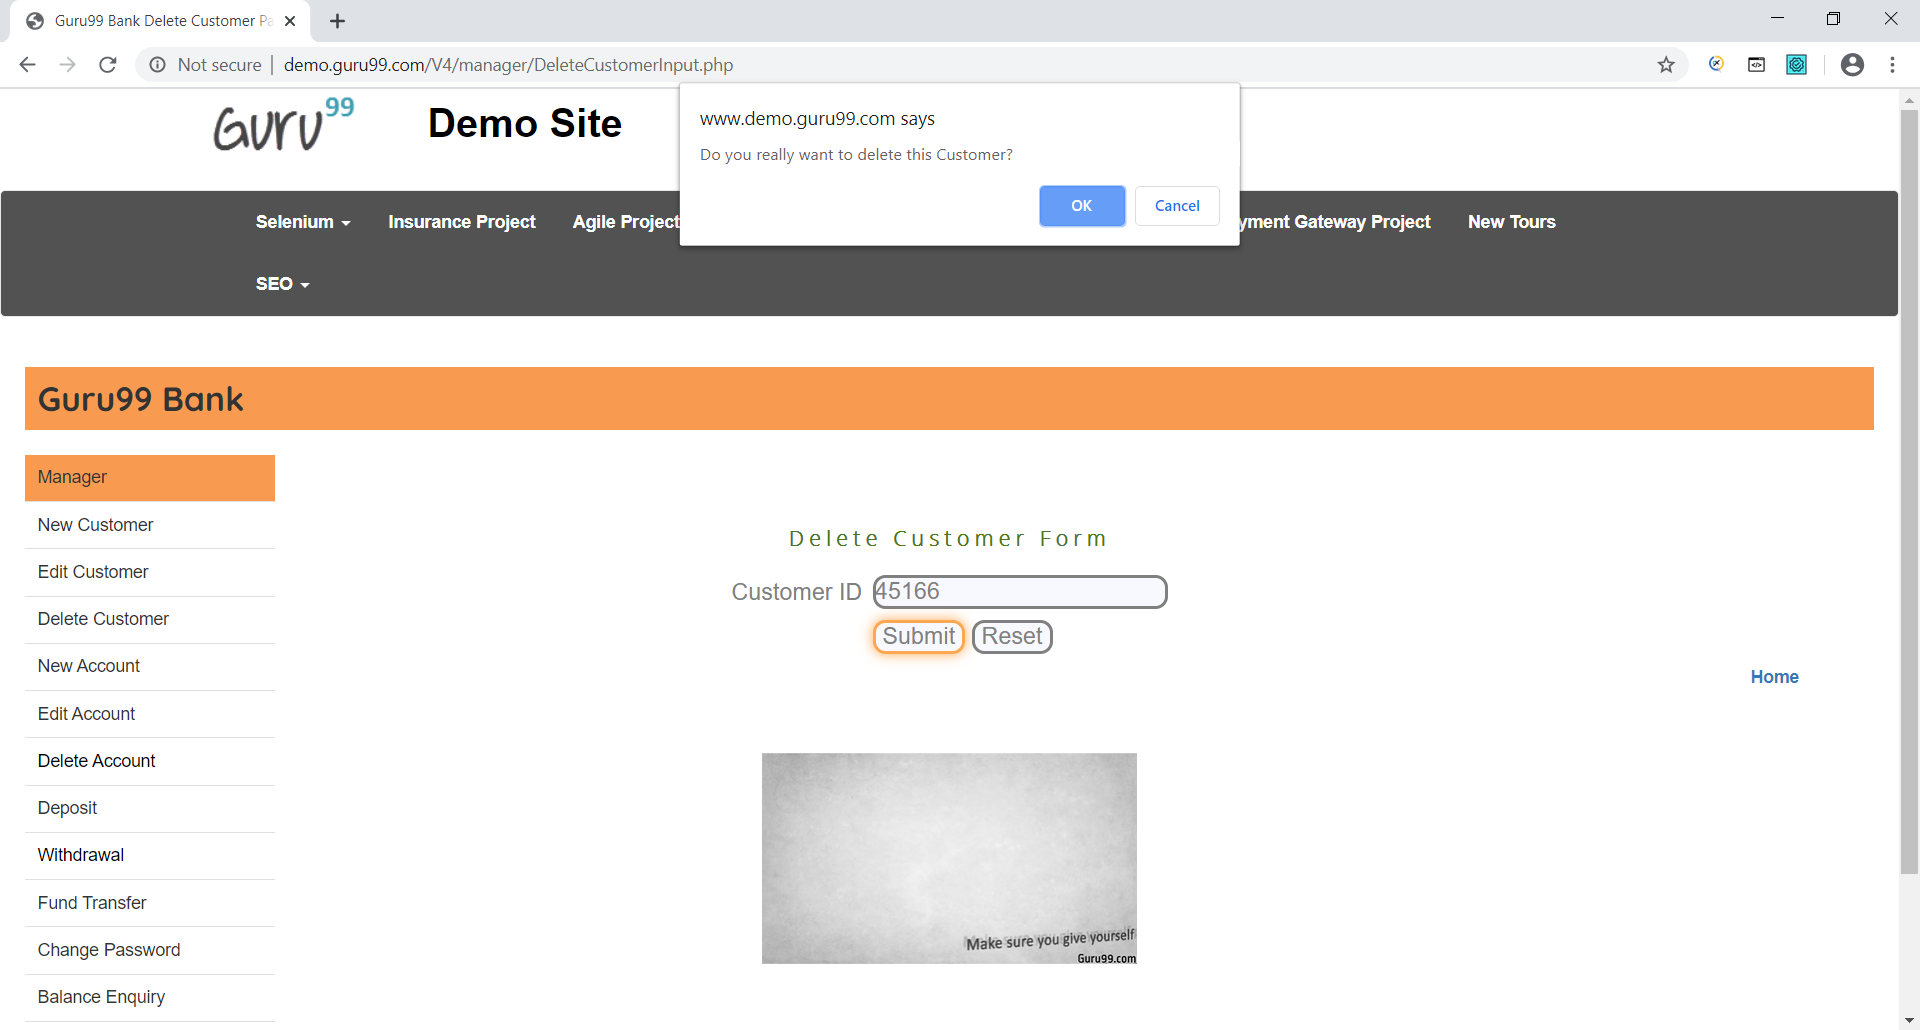 Guru99 Bank Delete Customer Pa
Not secure | demo.guru99.com/V4/manager/DeleteCustomerInput.php
Guru99
Demo Site
www.demo.guru99.com says
Do you really want to delete this Customer?
OK
Cancel
Selenium
Insurance Project
Agile Project
yment Gateway Project
New Tours
SEO
Guru99 Bank
Manager
New Customer
Edit Customer
Delete Customer
New Account
Edit Account
Delete Account
Deposit
Withdrawal
Fund Transfer
Change Password
Balance Enquiry
Delete Customer Form
Customer ID 45166
Submit Reset
Home
Make sure you give yourself
Guru99.com